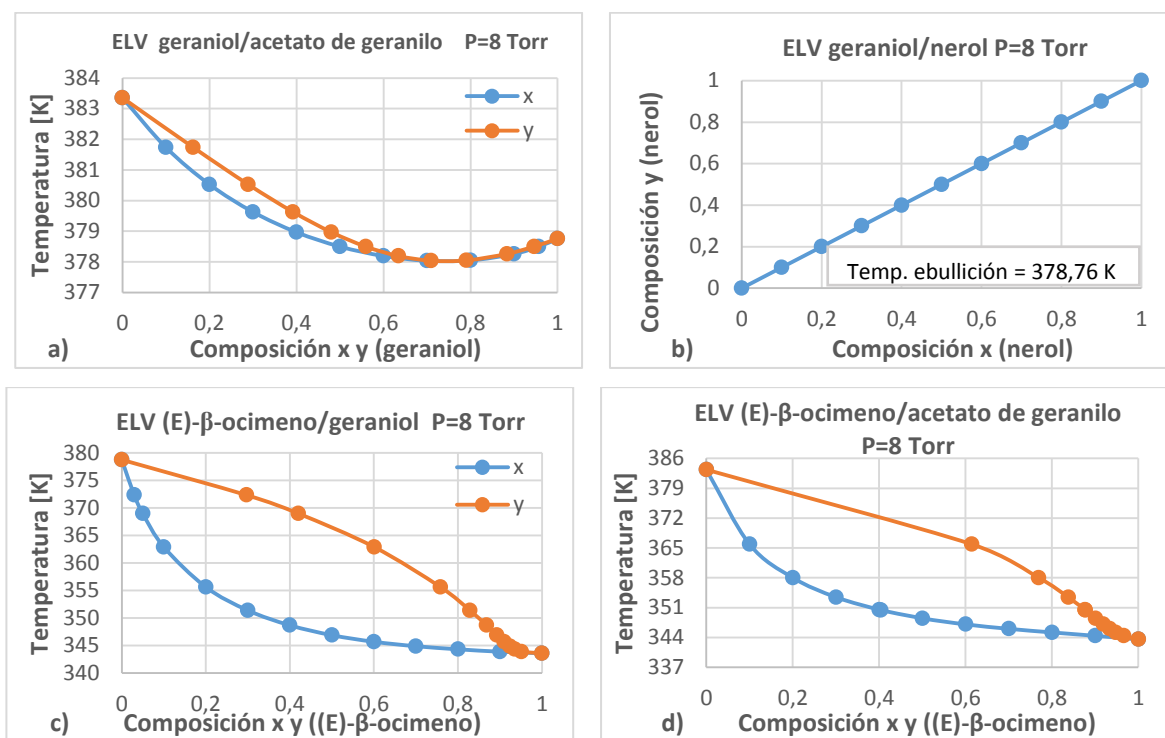 ELV geraniol/acetato de geranilo P=8 Torr
x
y
Temperatura [K]
384
383
382
381
380
379
378
377
0 0,2 0,4 0,6 0,8 1
a) Composición x y (geraniol)
ELV geraniol/nerol P=8 Torr
Composición y (nerol)
1
0,8
0,6
0,4
0,2
0
Temp. ebullición = 378,76 K
0 0,2 0,4 0,6 0,8 1
b) Composición x (nerol)
ELV (E)-β-ocimeno/geraniol P=8 Torr
x
y
Temperatura [K]
380
375
370
365
360
355
350
345
340
0 0,2 0,4 0,6 0,8 1
c) Composición x y ((E)-β-ocimeno)
ELV (E)-β-ocimeno/acetato de geranilo
P=8 Torr
Temperatura [K]
386
379
372
365
358
351
344
337
0 0,2 0,4 0,6 0,8 1
d) Composición x y ((E)-β-ocimeno)